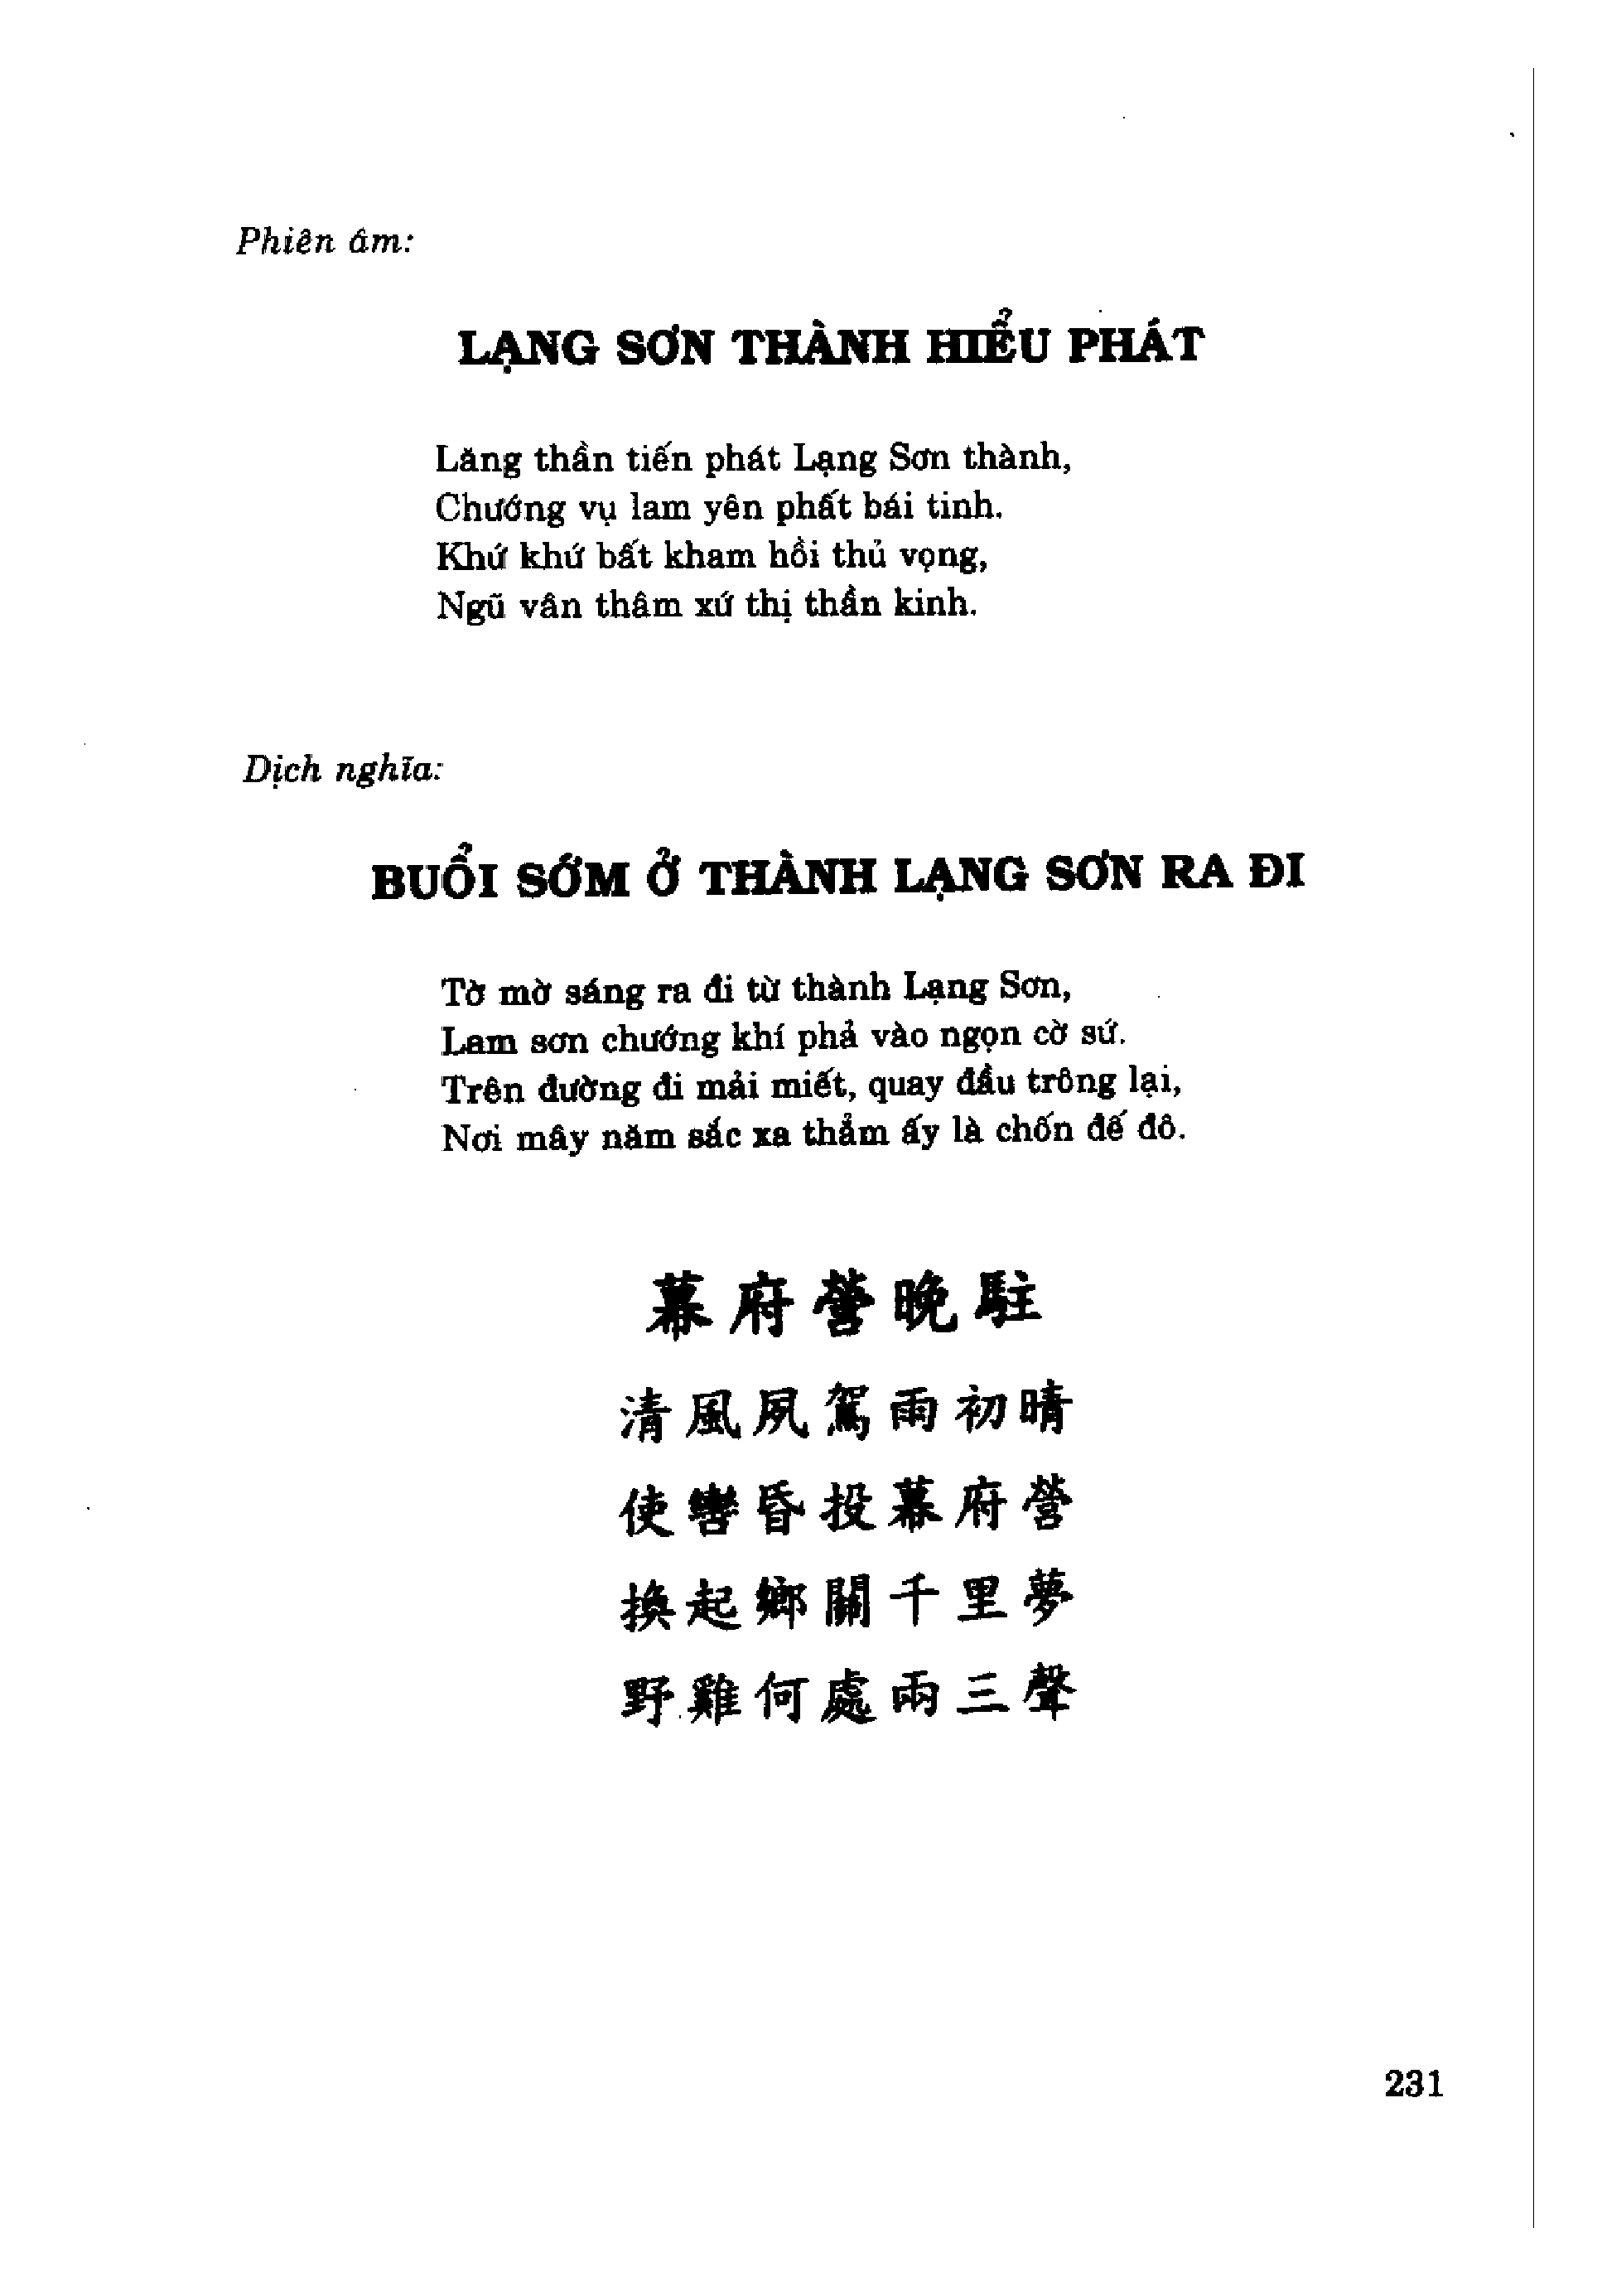 Phiên âm:
LẠNG SƠN THÀNH HIỂU PHÁT
Lăng thần tiến phát Lạng Sơn thành,
Chướng vụ lam yên phất bái tinh.
Khứ khứ bất kham hồi thủ vọng,
Ngũ vân thâm xứ thị thần kinh.
Dịch nghĩa:
BUỔI SỚM Ở THÀNH LẠNG SƠN RA ĐI
Tờ mờ sáng ra đi từ thành Lạng Sơn,
Lam sơn chướng khí phả vào ngọn cờ sứ.
Trên đường đi mải miết, quay đầu trông lại,
Nơi mây năm sắc xa thẳm ấy là chốn đế đô.
幕府營晚駐
清風夙駕雨初晴
使轡昏投幕府營
換起鄉關千里夢
野雞何處兩三聲
231